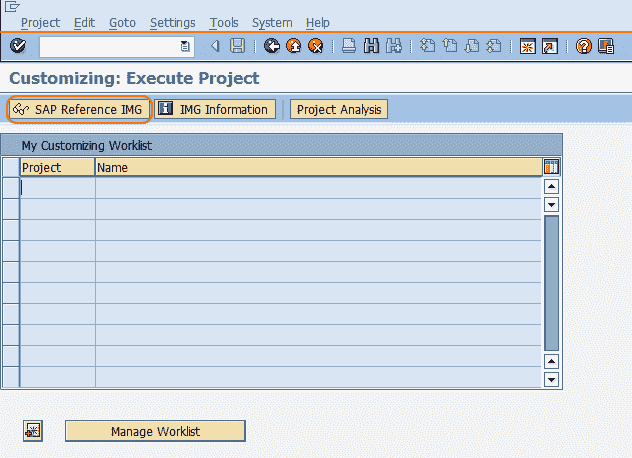 Project Edit Goto Settings Tools System Help
Customizing: Execute Project
SAP Reference IMG IMG Information Project Analysis
My Customizing Worklist
Project Name
Manage Worklist